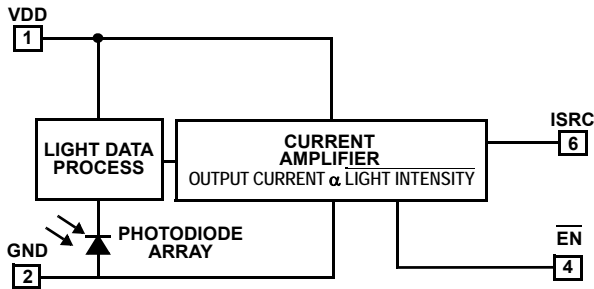 VDD
1
LIGHT DATA
PROCESS
CURRENT
AMPLIFIER
OUTPUT CURRENT α LIGHT INTENSITY
ISRC
6
PHOTODIODE
ARRAY
GND
2
EN
4